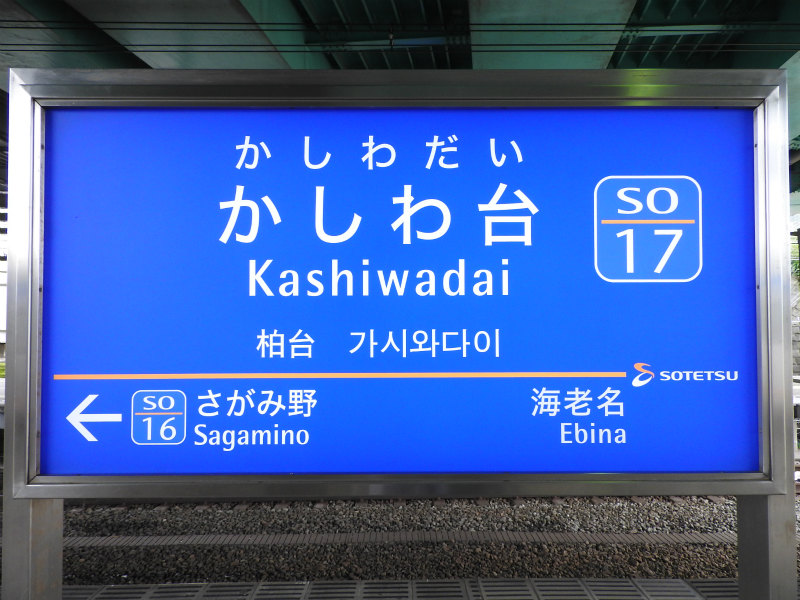 かしわだい
かしわ台
Kashiwadai
SO
17
柏台 가시와다이
SOTETSU
← SO
16
さがみ野
Sagamino
海老名
Ebina